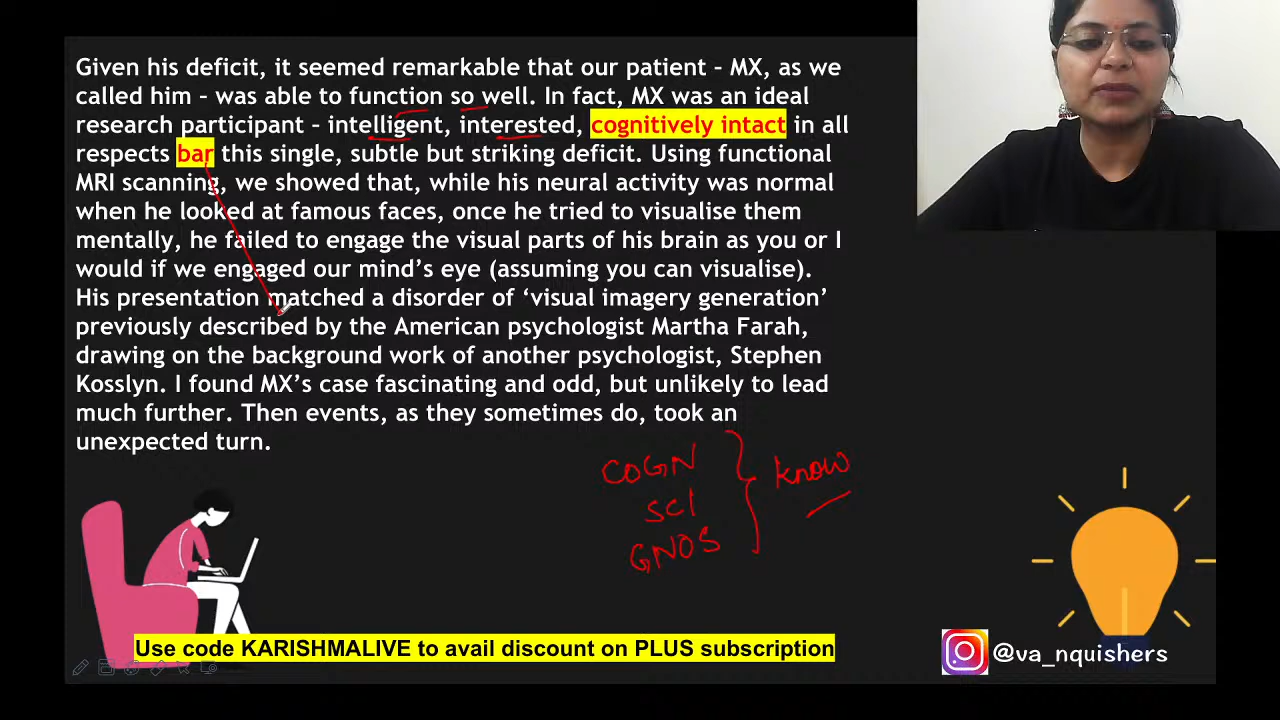 Given his deficit, it seemed remarkable that our patient – MX, as we
called him – was able to function so well. In fact, MX was an ideal
research participant – intelligent, interested, cognitively intact in all
respects bar this single, subtle but striking deficit. Using functional
MRI scanning, we showed that, while his neural activity was normal
when he looked at famous faces, once he tried to visualise them
mentally, he failed to engage the visual parts of his brain as you or I
would if we engaged our mind’s eye (assuming you can visualise).
His presentation matched a disorder of ‘visual imagery generation’
previously described by the American psychologist Martha Farah,
drawing on the background work of another psychologist, Stephen
Kosslyn. I found MX’s case fascinating and odd, but unlikely to lead
much further. Then events, as they sometimes do, took an
unexpected turn.
COGN
SCI
GNOS
know
Use code KARISHMALIVE to avail discount on PLUS subscription
@va_nquishers